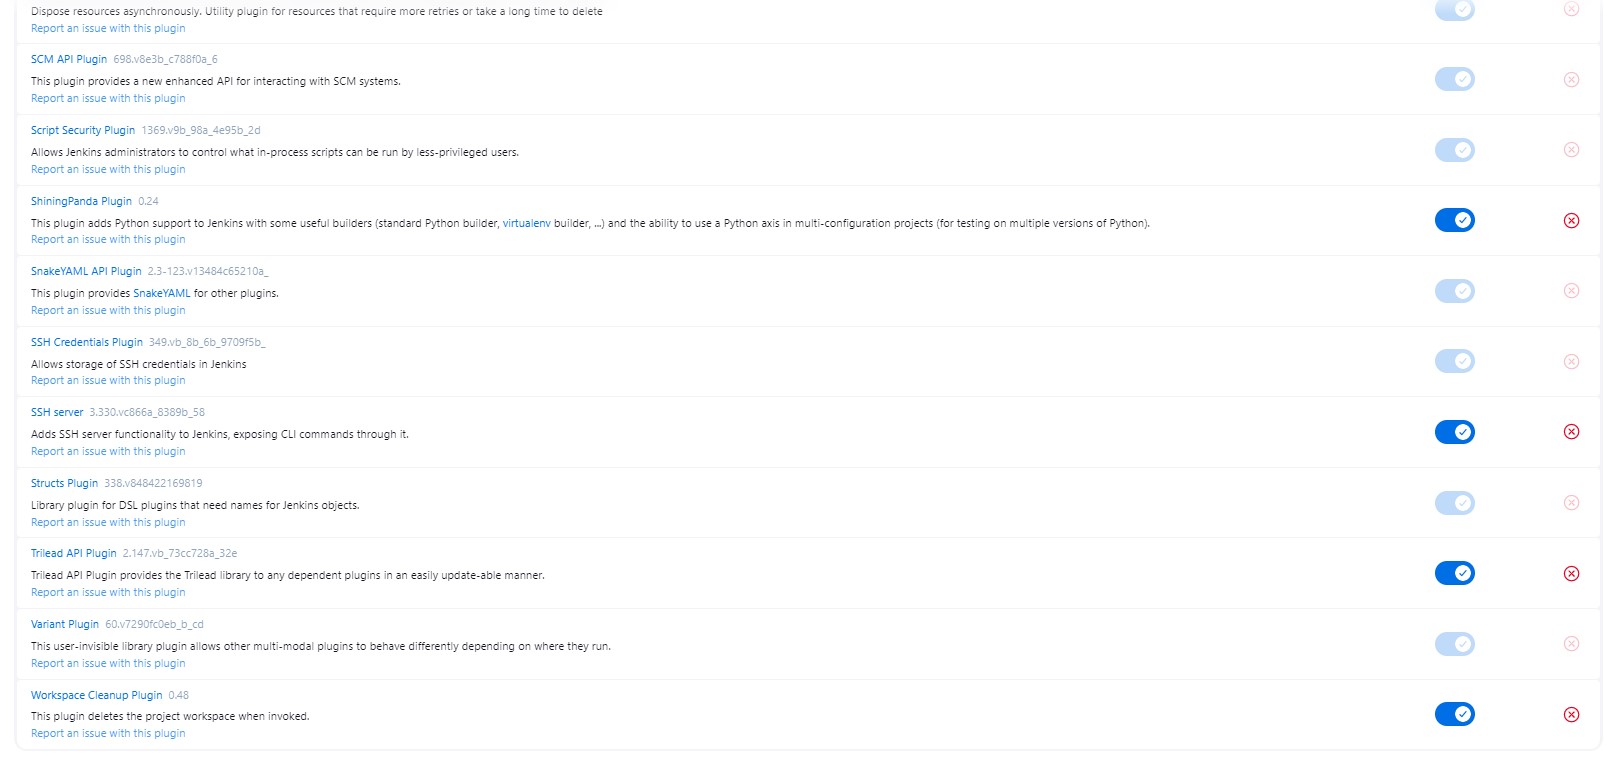 Dispose resources asynchronously. Utility plugin for resources that require more retries or take a long time to delete
Report an issue with this plugin
SCM API Plugin 698.v8e3b_c788f0a_6
This plugin provides a new enhanced API for interacting with SCM systems.
Report an issue with this plugin
Script Security Plugin 1369.v9b_98a_4e95b_2d
Allows Jenkins administrators to control what in-process scripts can be run by less-privileged users.
Report an issue with this plugin
ShiningPanda Plugin 0.24
This plugin adds Python support to Jenkins with some useful builders (standard Python builder, virtualenv builder, ...) and the ability to use a Python axis in multi-configuration projects (for testing on multiple versions of Python).
Report an issue with this plugin
SnakeYAML API Plugin 2.3-123.v13484c65210a_
This plugin provides SnakeYAML for other plugins.
Report an issue with this plugin
SSH Credentials Plugin 349.vb_8b_6b_9709f5b_
Allows storage of SSH credentials in Jenkins
Report an issue with this plugin
SSH server 3.330.vc866a_8389b_58
Adds SSH server functionality to Jenkins, exposing CLI commands through it.
Report an issue with this plugin
Structs Plugin 338.v848422169819
Library plugin for DSL plugins that need names for Jenkins objects.
Report an issue with this plugin
Trilead API Plugin 2.147.vb_73cc728a_32e
Trilead API Plugin provides the Trilead library to any dependent plugins in an easily update-able manner.
Report an issue with this plugin
Variant Plugin 60.v7290fc0eb_b_cd
This user-invisible library plugin allows other multi-modal plugins to behave differently depending on where they run.
Report an issue with this plugin
Workspace Cleanup Plugin 0.48
This plugin deletes the project workspace when invoked.
Report an issue with this plugin